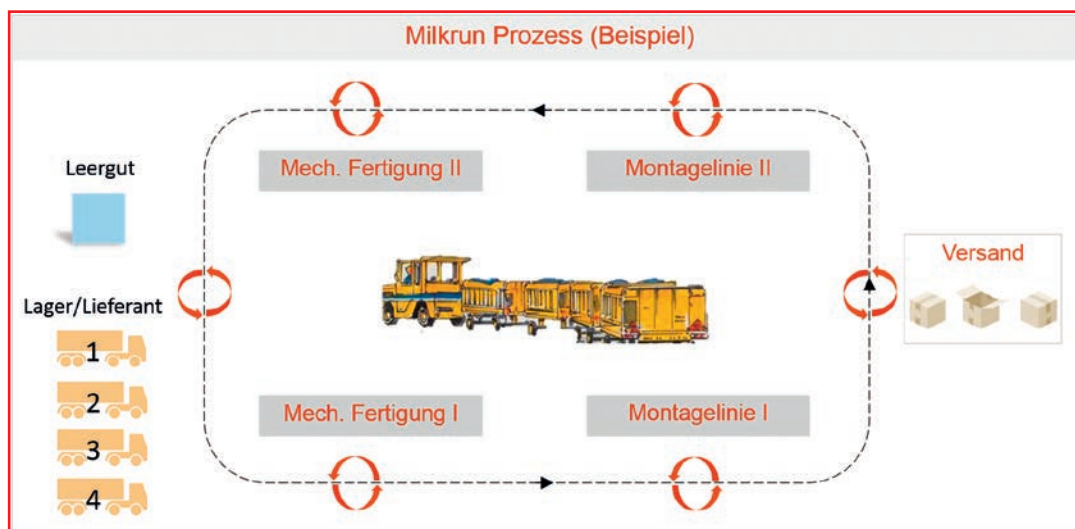 Milkrun Prozess (Beispiel)
Leergut
Mech. Fertigung II
Montagelinie II
Versand
Lager/Lieferant
1
2
3
4
Mech. Fertigung I
Montagelinie I